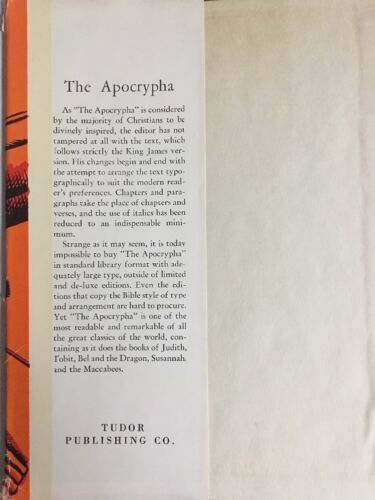 The Apocrypha
As "The Apocrypha" is considered
by the majority of Christians to be
divinely inspired, the editor has not
tampered at all with the text, which
follows strictly the King James ver-
sion. His changes begin and end with
the attempt to arrange the text typo-
graphically to suit the modern read-
er's preferences. Chapters and para-
graphs take the place of chapters and
verses, and the use of italics has been
reduced to an indispensable mini-
mum.
Strange as it may seem, it is today
impossible to buy "The Apocrypha"
in standard library format with ade-
quately large type, outside of limited
and de-luxe editions. Even the edi-
tions that copy the Bible style of type
and arrangement are hard to procure.
Yet "The Apocrypha" is one of the
most readable and remarkable of all
the great classics of the world, con-
taining as it does the books of Judith,
Tobit, Bel and the Dragon, Susannah
and the Maccabees.
TUDOR
PUBLISHING CO.